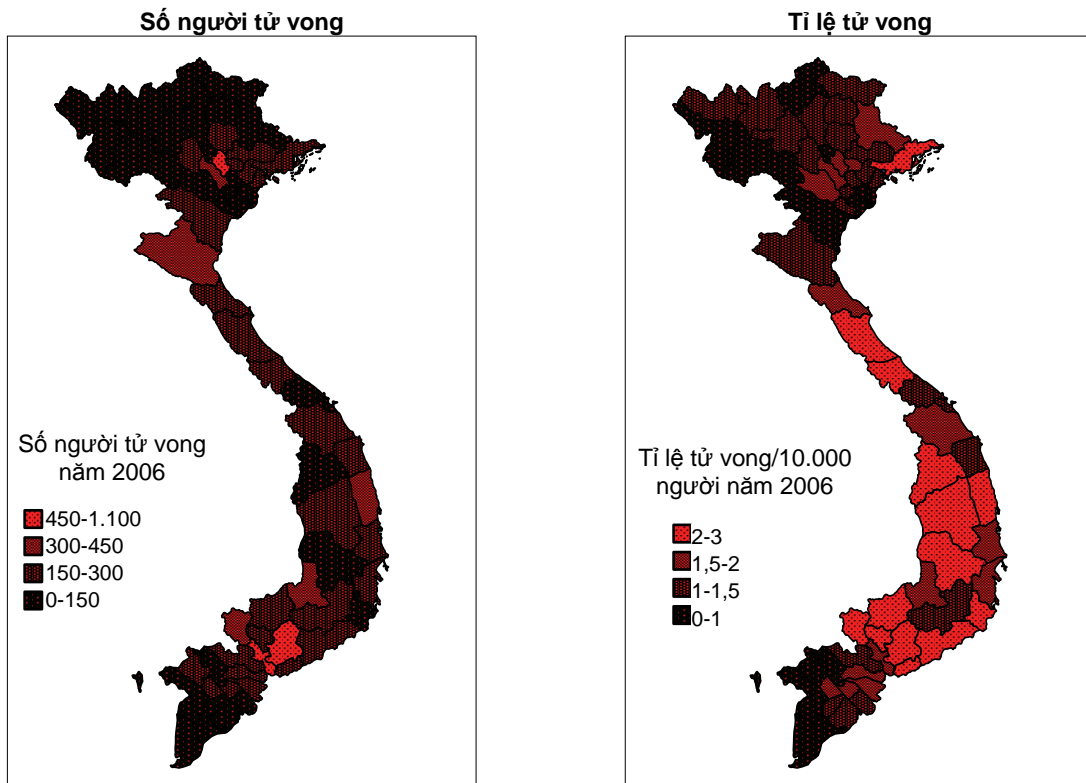 Số người tử vong
Số người tử vong
năm 2006
450-1.100
300-450
150-300
0-150
Tỉ lệ tử vong
Tỉ lệ tử vong/10.000
người năm 2006
2-3
1,5-2
1-1,5
0-1